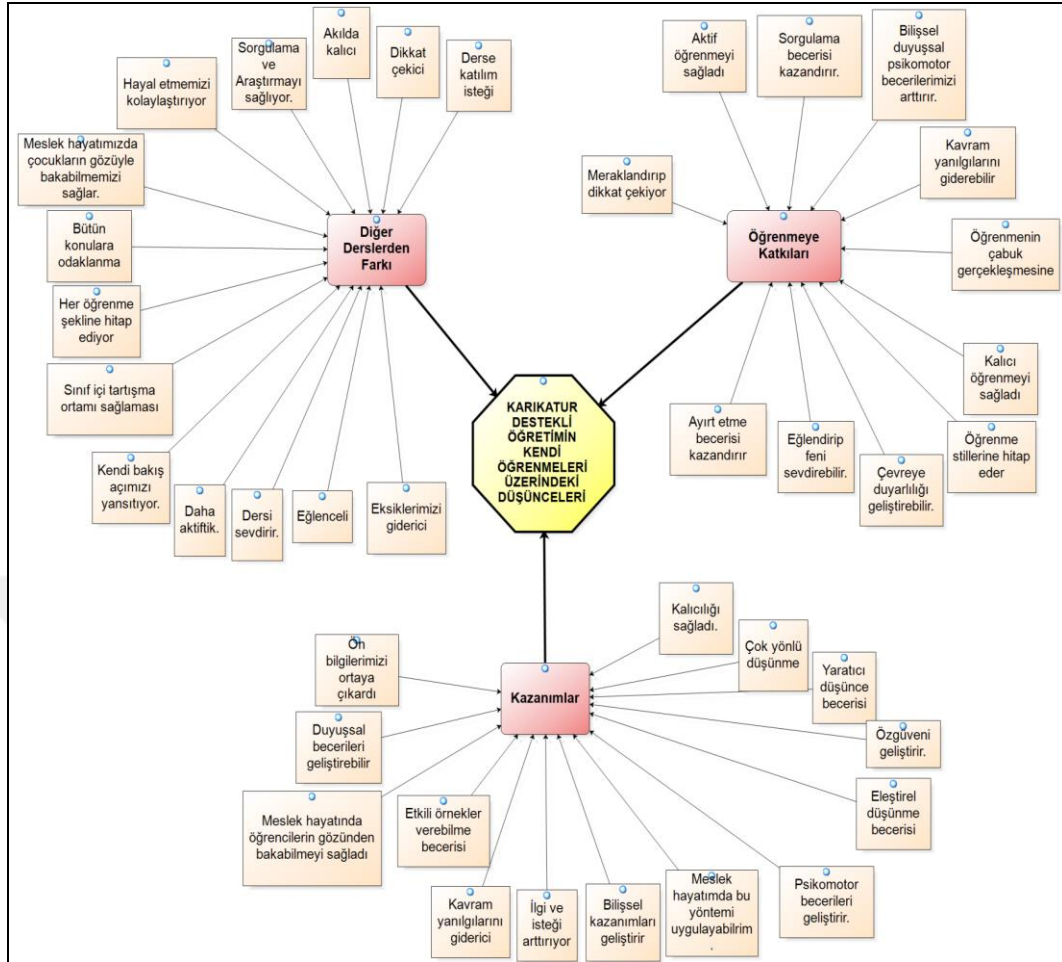 Akılda
kalıcı
Dikkat
çekici
Derse
katılım
isteği
Sorgulama
ve
Araştırmayı
sağlıyor.
Hayal etmemizi
kolaylaştırıyor
Meslek hayatımızda
çocukların gözüyle
bakabilmemizi
sağlar.
Bütün
konulara
odaklanma
Her öğrenme
şekline hitap
ediyor
Sınıf içi tartışma
ortamı sağlaması
Kendi bakış
açımızı
yansıtıyor.
Daha
aktiftik.
Dersi
sevdirir.
Eğlenceli
Eksiklerimizi
giderici
Diğer
Derslerden
Farkı
Aktif
öğrenmeyi
sağladı
Sorgulama
becerisi
kazandırır.
Bilişsel
duyuşsal
psikomotor
becerilerimizi
arttırır.
Kavram
yanılgılarını
giderebilir
Meraklandırıp
dikkat çekiyor
Öğrenmeye
Katkıları
Öğrenmenin
çabuk
gerçekleşmesine
Kalıcı
öğrenmeyi
sağladı
Öğrenme
stillerine hitap
eder
Çevreye
duyarlılığı
geliştirebilir.
Eğlendirip
feni
sevdirebilir.
Ayırt etme
becerisi
kazandırır
KARIKATUR
DESTEKLİ
ÖĞRETİMİN
KENDİ
ÖĞRENMELERİ
ÜZERİNDEKİ
DÜŞÜNCELERİ
Kazanımlar
Ön
bilgilerimizi
ortaya
çıkardı
Duyuşsal
becerileri
geliştirebilir
Meslek hayatında
öğrencilerin gözünden
bakabilmeyi sağladı
Etkili örnekler
verebilme
becerisi
Kavram
yanılgılarını
giderici
İlgi ve
isteği
arttırıyor
Bilişsel
kazanımları
geliştirir
Meslek
hayatımda bu
yöntemi
uygulayabilrim
.
Psikomotor
becerileri
geliştirir.
Eleştirel
düşünme
becerisi
Özgüveni
geliştirir.
Yaratıcı
düşünce
becerisi
Çok yönlü
düşünme
Kalıcılığı
sağladı.